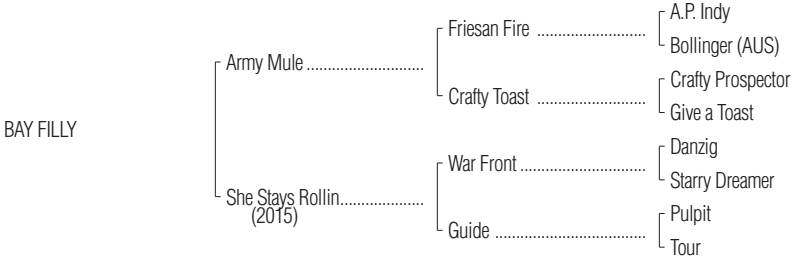 A.P. Indy
Friesan Fire ..........................
Bollinger (AUS)
Army Mule ............................
Crafty Prospector
Crafty Toast ..........................
Give a Toast
BAY FILLY
Danzig
War Front ..............................
Starry Dreamer
She Stays Rollin....................
(2015)
Pulpit
Guide ....................................
Tour